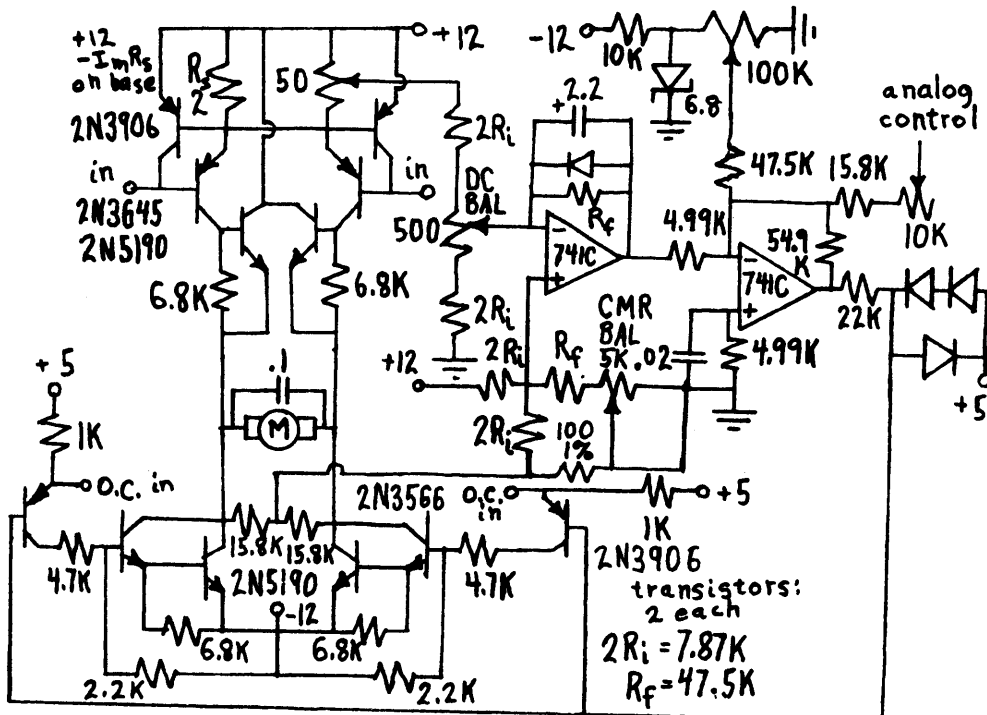 +12
-ImRs
on base
Rs
2
50
+12
-12
10K
6.8
100K
2N3906
2Ri
+2.2
analog
control
in
in
DC
BAL
Rf
47.5K
15.8K
2N3645
2N5190
500
-
741C
+
4.99K
-
741C
+
54.9
K
10K
6.8K
6.8K
2Ri
CMR
BAL
5K
.02
22K
4.99K
+12
2Ri
Rf
+5
+5
.1
M
1K
2Ri
100
1%
O.C. in
2N3566
O.C.
in
+5
1K
15.8K
15.8K
2N3906
4.7K
2N5190
4.7K
-12
transistors:
2 each
6.8K
6.8K
2Ri = 7.87K
2.2K
2.2K
Rf = 47.5K